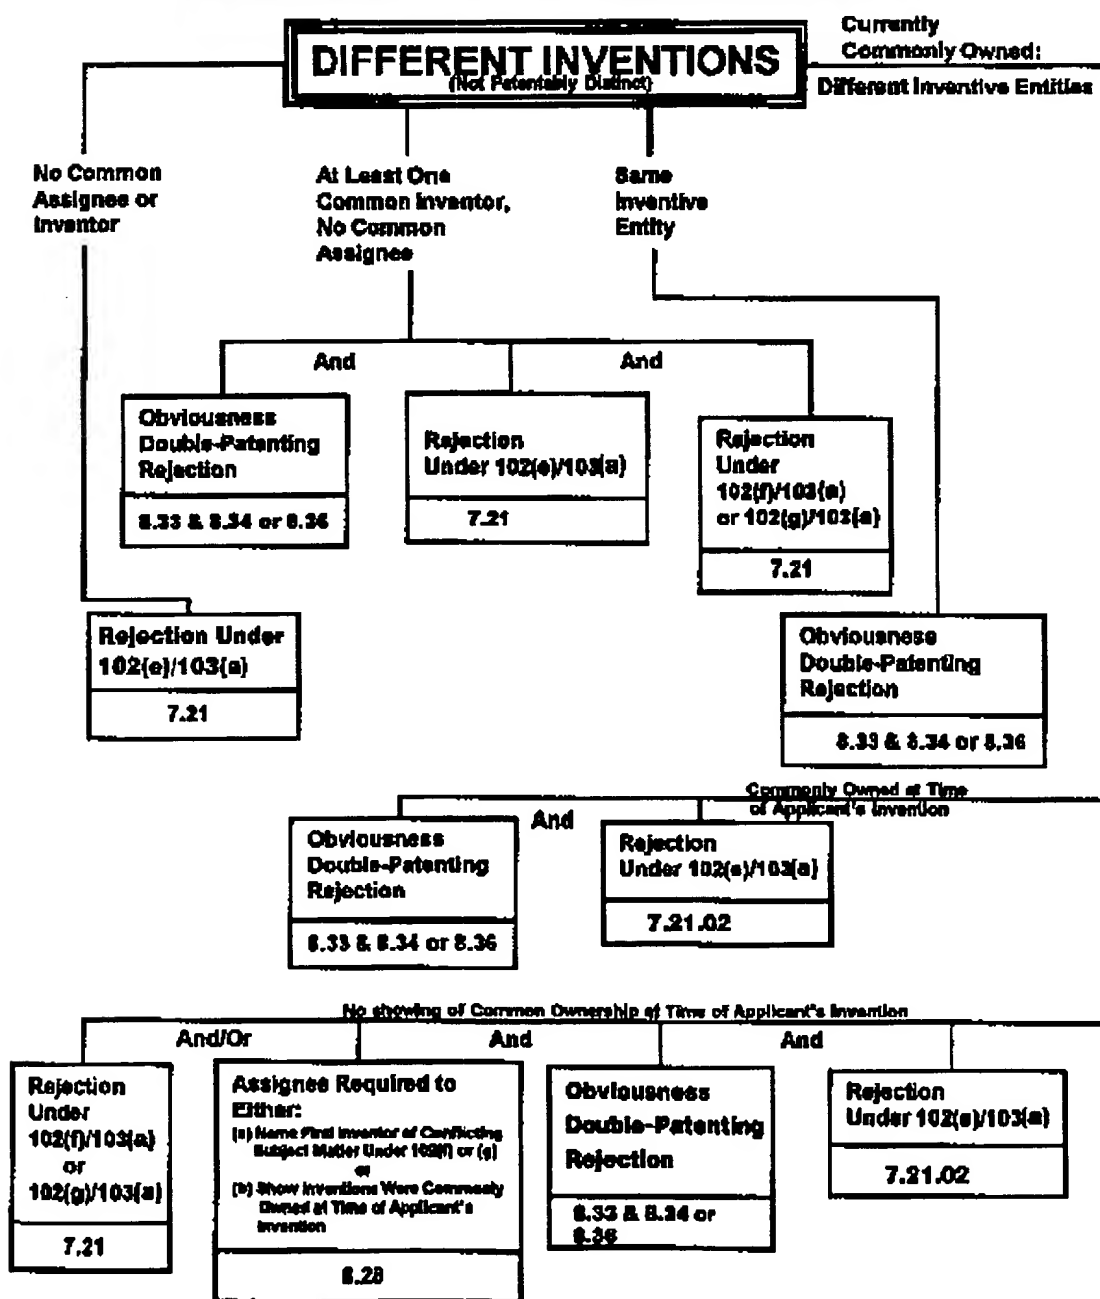 Currently
Commonly Owned:
DIFFERENT INVENTIONS
(Not Patentably Distinct)
Different Inventive Entities
No Common
Assignee or
Inventor
At Least One
Common Inventor,
No Common
Assignee
Same
Inventive
Entity
And
And
Obviousness
Double-Patenting
Rejection
8.33 & 8.34 or 8.36
Rejection
Under 102(e)/103(a)
7.21
Rejection
Under
102(f)/103(a)
or 102(g)/103(a)
7.21
Rejection Under
102(e)/103(a)
7.21
Obviousness
Double-Patenting
Rejection
8.33 & 8.34 or 8.36
Commonly Owned at Time
of Applicant's Invention
And
Obviousness
Double-Patenting
Rejection
8.33 & 8.34 or 8.36
Rejection
Under 102(e)/103(a)
7.21.02
No showing of Common Ownership at Time of Applicant's Invention
And/Or
And
And
Rejection
Under
102(f)/103(a)
or
102(g)/103(a)
7.21
Assignee Required to
Either:
(a) Name First Inventor of Conflicting
Subject Matter Under 102(f) or (g)
or
(b) Show Inventions Were Commonly
Owned at Time of Applicant's
Invention
8.28
Obviousness
Double-Patenting
Rejection
8.33 & 8.34 or
8.36
Rejection
Under 102(e)/103(a)
7.21.02